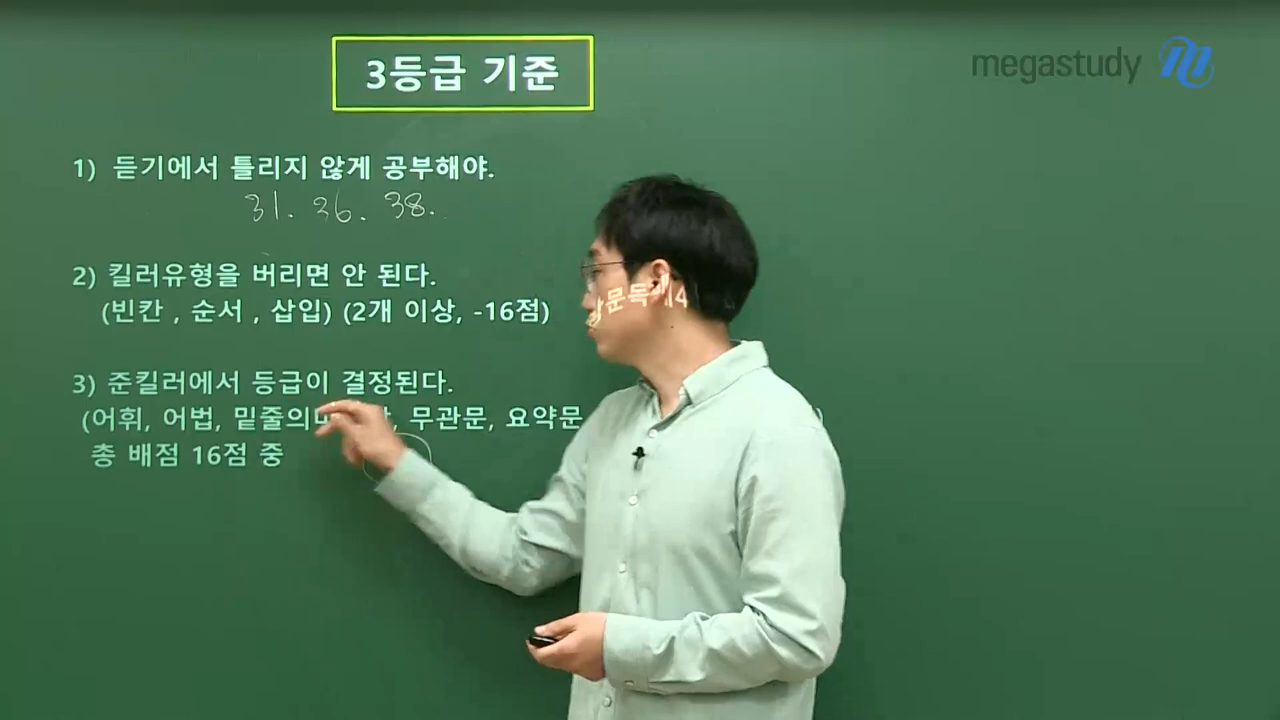 3등급 기준
megastudy
1) 듣기에서 틀리지 않게 공부해야.
31. 36. 38.
2) 킬러유형을 버리면 안 된다.
(빈칸 , 순서 , 삽입) (2개 이상, -16점)
3) 준킬러에서 등급이 결정된다.
(어휘, 어법, 밑줄의 무관문, 요약문
총 배점 16점 중